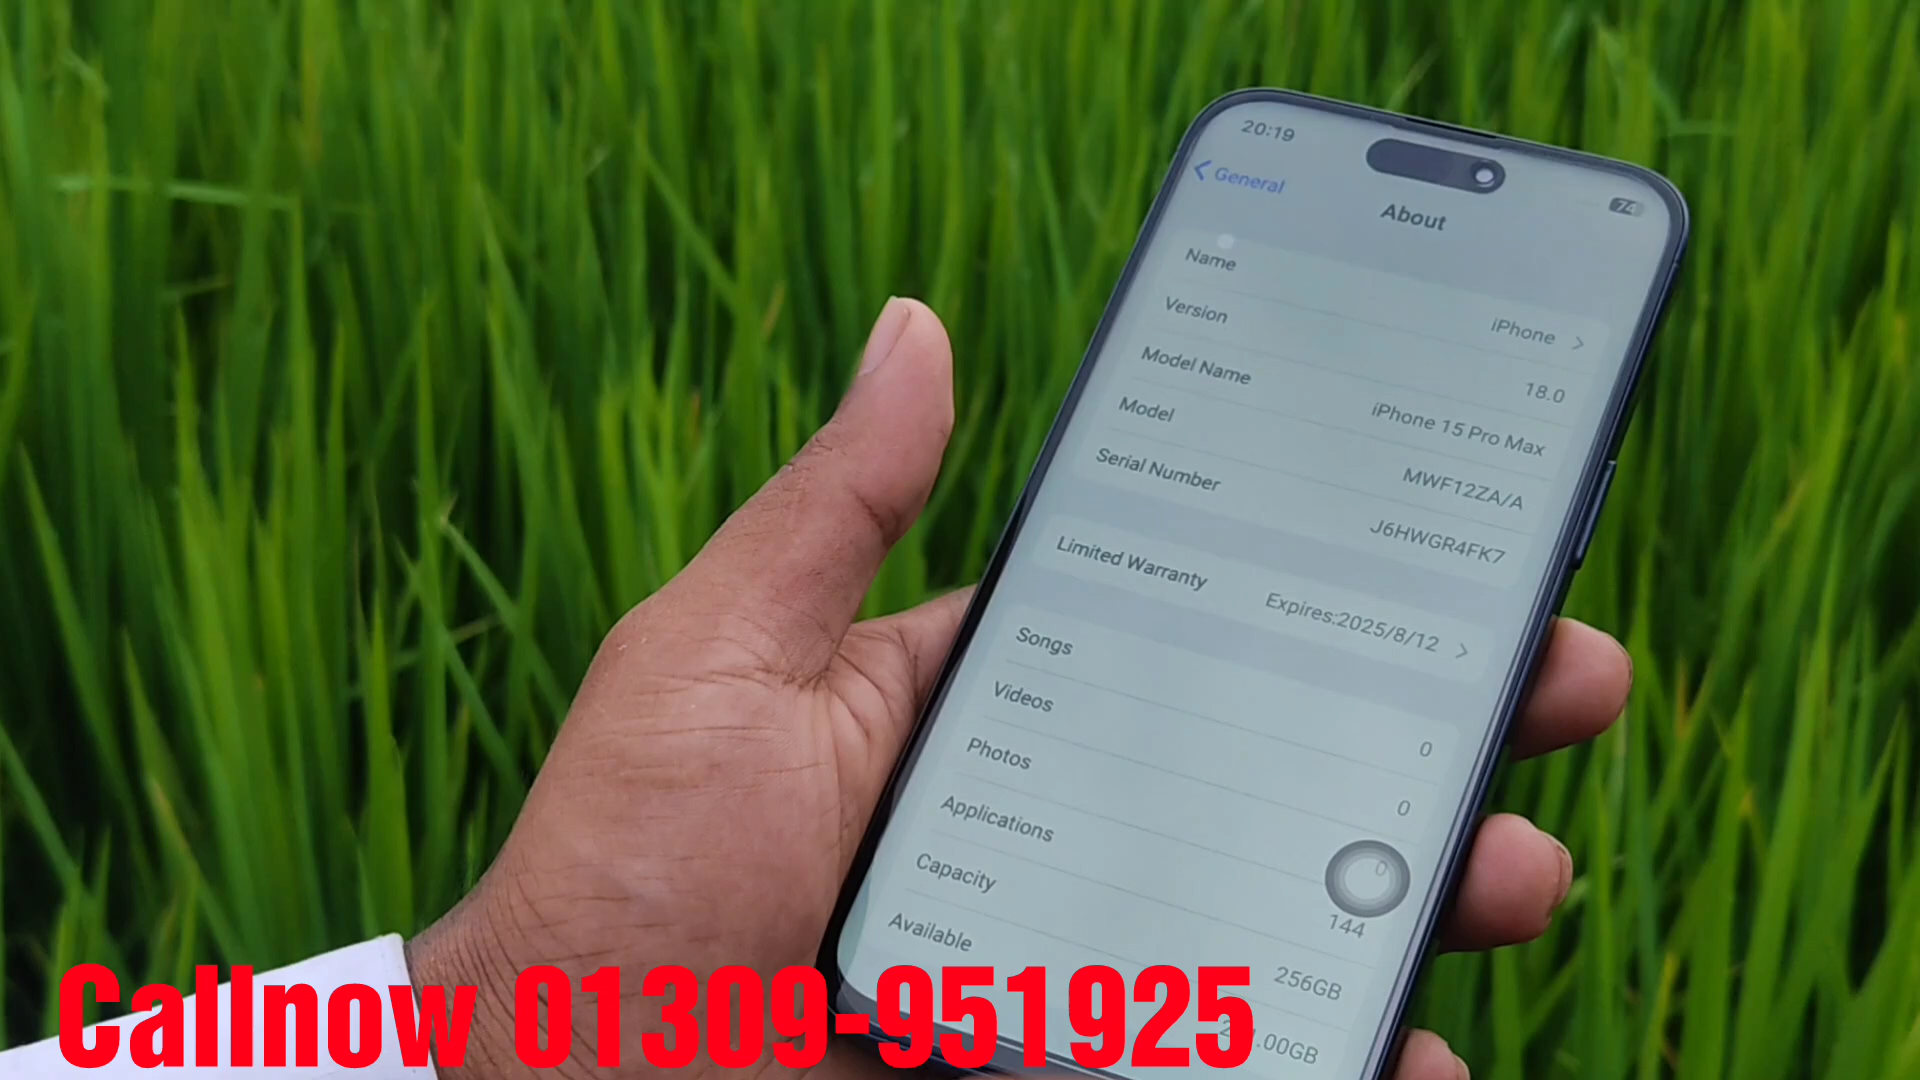 20:19
74
General
About
Name
iPhone
Version
18.0
Model Name
iPhone 15 Pro Max
Model
MWF12ZA/A
Serial Number
J6HWGR4FK7
Limited Warranty
Expires:2025/8/12
Songs
0
Videos
0
Photos
0
Applications
144
Capacity
256GB
Available
Callnow 01309-951925